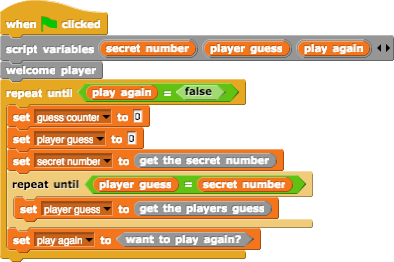 when clicked
script variables secret number player guess play again
welcome player
repeat until play again = false
set guess counter to 0
set player guess to 0
set secret number to get the secret number
repeat until player guess = secret number
set player guess to get the players guess
set play again to want to play again?